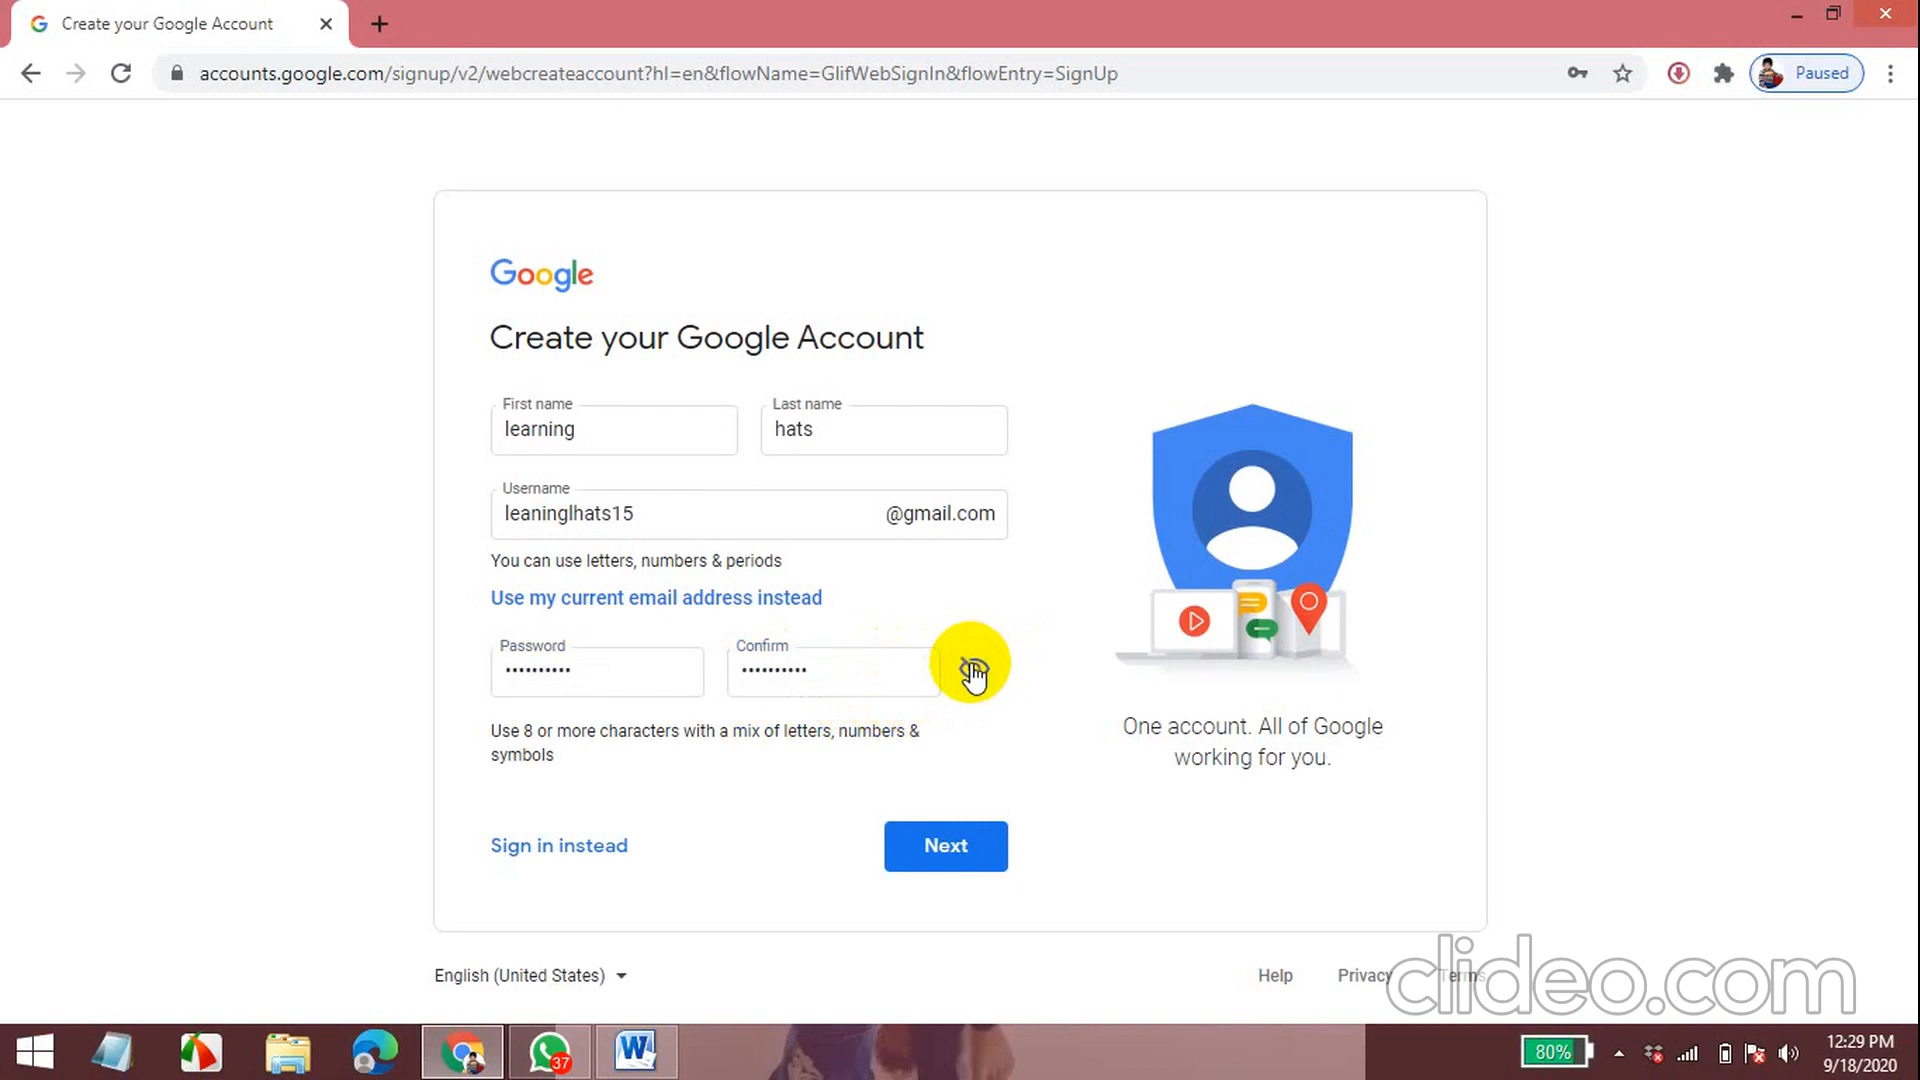 Create your Google Account
accounts.google.com/signup/v2/webcreateaccount?hl=en&flowName=GlifWebSignIn&flowEntry=SignUp
Paused
Google
Create your Google Account
First name
learning
Last name
hats
Username
leaninglhats15
@gmail.com
You can use letters, numbers & periods
Use my current email address instead
Password
••••••••••
Confirm
••••••••••
Use 8 or more characters with a mix of letters, numbers &
symbols
One account. All of Google
working for you.
Sign in instead
Next
English (United States)
Help
Privacy
Terms
clideo.com
37
W
80%
12:29 PM
9/18/2020